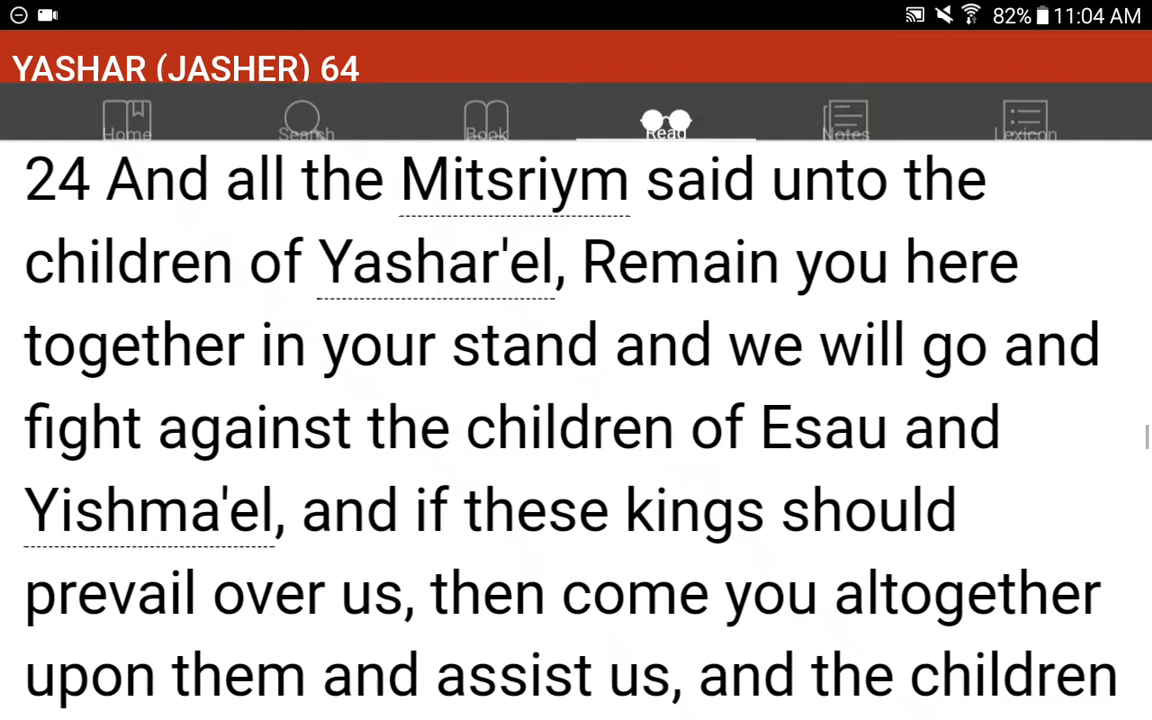 82% 11:04 AM
YASHAR (JASHER) 64
Home Search Book Read Notes Lexicon
24 And all the Mitsriym said unto the
children of Yashar'el, Remain you here
together in your stand and we will go and
fight against the children of Esau and
Yishma'el, and if these kings should
prevail over us, then come you altogether
upon them and assist us, and the children